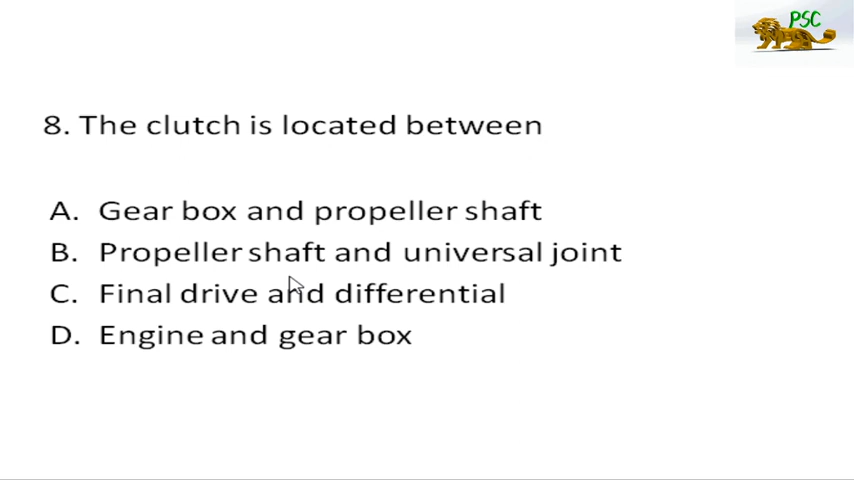 PSC
8. The clutch is located between
A. Gear box and propeller shaft
B. Propeller shaft and universal joint
C. Final drive and differential
D. Engine and gear box